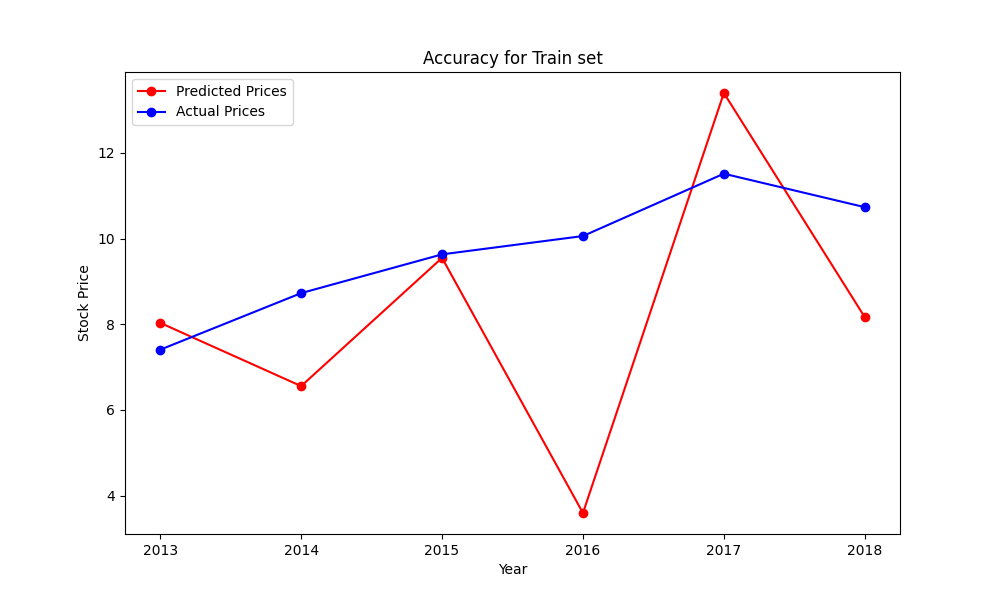 Accuracy for Train set
Predicted Prices
Actual Prices
12
10
8
6
4
Stock Price
2013 2014 2015 2016 2017 2018
Year